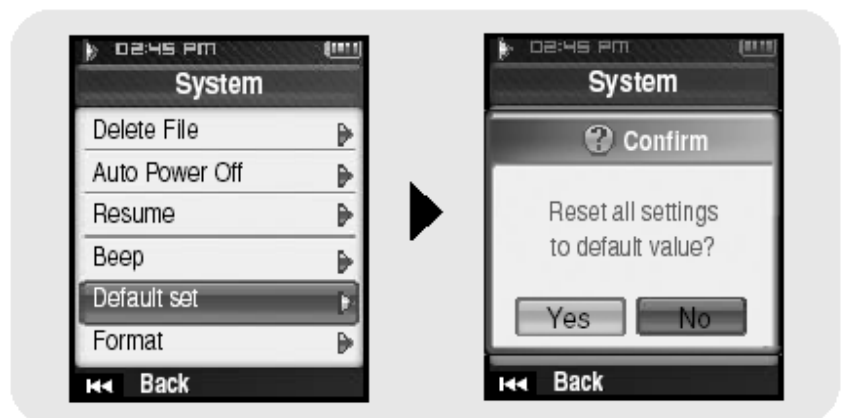 02:45 PM
System
Delete File
Auto Power Off
Resume
Beep
Default set
Format
Back
02:45 PM
System
Confirm
Reset all settings
to default value?
Yes No
Back